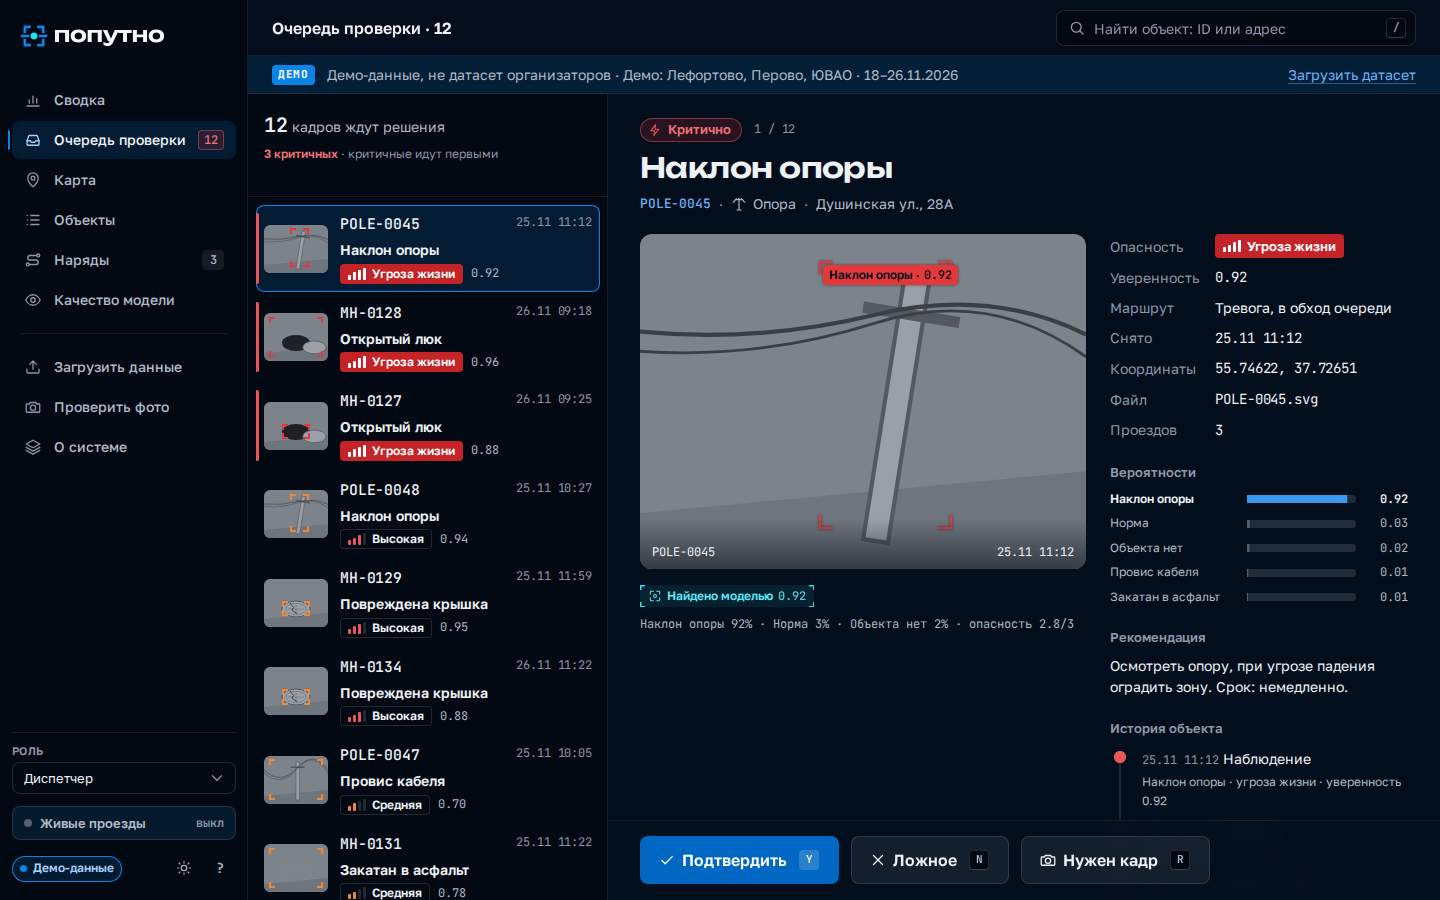 ПОПУТНО
Сводка
Очередь проверки 12
Карта
Объекты
Наряды 3
Качество модели
Загрузить данные
Проверить фото
О системе
РОЛЬ
Диспетчер
Живые проезды ВЫКЛ
Демо-данные ?
Очередь проверки · 12
Найти объект: ID или адрес /
ДЕМО Демо-данные, не датасет организаторов · Демо: Лефортово, Перово, ЮВАО · 18–26.11.2026 Загрузить датасет
12 кадров ждут решения
3 критичных · критичные идут первыми
POLE-0045 25.11 11:12
Наклон опоры
Угроза жизни 0.92
MH-0128 26.11 09:18
Открытый люк
Угроза жизни 0.96
MH-0127 26.11 09:25
Открытый люк
Угроза жизни 0.88
POLE-0048 25.11 10:27
Наклон опоры
Высокая 0.94
MH-0129 25.11 11:59
Повреждена крышка
Высокая 0.95
MH-0134 26.11 11:22
Повреждена крышка
Высокая 0.88
POLE-0047 25.11 10:05
Провис кабеля
Средняя 0.70
MH-0131 25.11 11:22
Закатан в асфальт
Средняя 0.78
Критично 1 / 12
Наклон опоры
POLE-0045 · Опора · Душинская ул., 28А
Наклон опоры · 0.92
POLE-0045 25.11 11:12
Найдено моделью 0.92
Наклон опоры 92% · Норма 3% · Объекта нет 2% · опасность 2.8/3
Опасность Угроза жизни
Уверенность 0.92
Маршрут Тревога, в обход очереди
Снято 25.11 11:12
Координаты 55.74622, 37.72651
Файл POLE-0045.svg
Проездов 3
Вероятности
Наклон опоры 0.92
Норма 0.03
Объекта нет 0.02
Провис кабеля 0.01
Закатан в асфальт 0.01
Рекомендация
Осмотреть опору, при угрозе падения
оградить зону. Срок: немедленно.
История объекта
25.11 11:12 Наблюдение
Наклон опоры · угроза жизни · уверенность
0.92
Подтвердить Y
Ложное N
Нужен кадр R